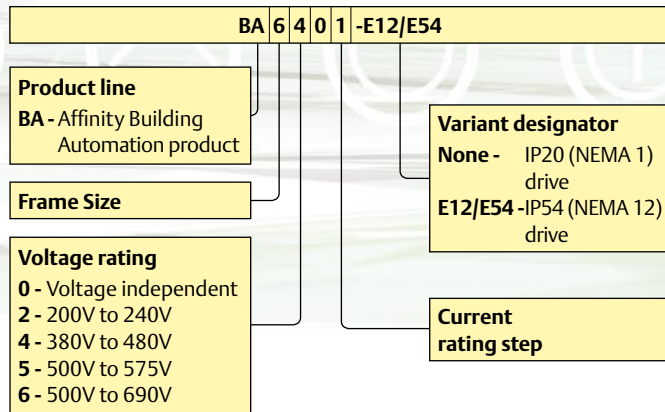 BA 6 4 0 1 -E12/E54
Product line
BA - Affinity Building
Automation product
Frame Size
Voltage rating
0 - Voltage independent
2 - 200V to 240V
4 - 380V to 480V
5 - 500V to 575V
6 - 500V to 690V
Variant designator
None - IP20 (NEMA 1)
drive
E12/E54 -IP54 (NEMA 12)
drive
Current
rating step